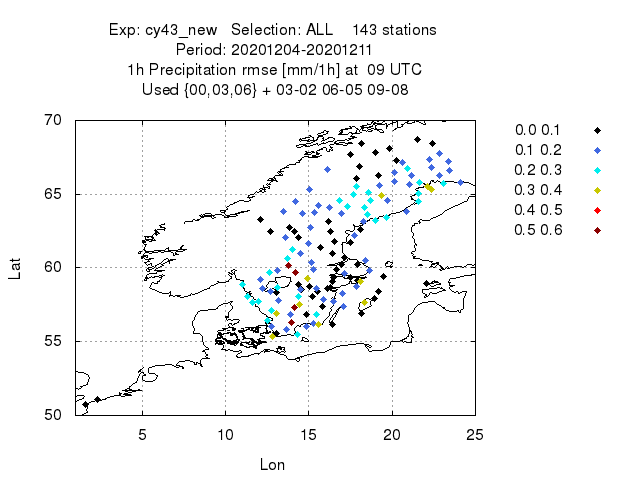 Exp: cy43_new   Selection: ALL    143 stations
Period: 20201204-20201211
1h Precipitation rmse [mm/1h] at  09 UTC
Used {00,03,06} + 03-02 06-05 09-08
70
65
60
55
50
Lat
5 10 15 20 25
Lon
0.0 0.1
0.1 0.2
0.2 0.3
0.3 0.4
0.4 0.5
0.5 0.6